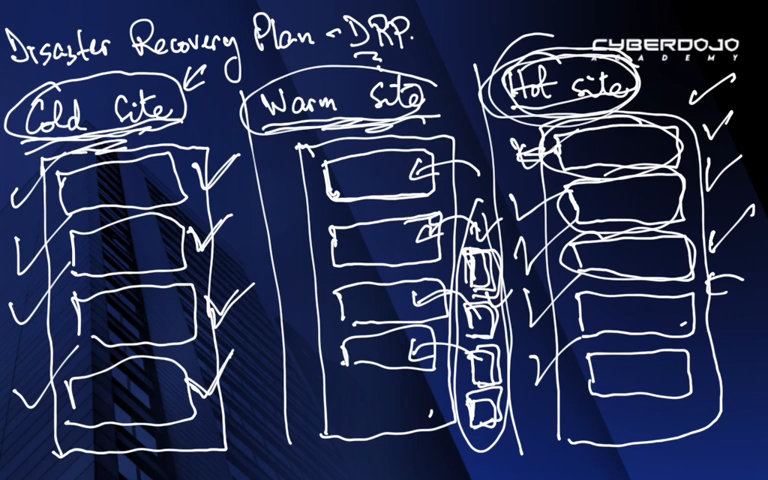 Disaster Recovery Plan - DRP.
CYBERDOJO
ACADEMY
Cold Site
Warm Site
Hot site